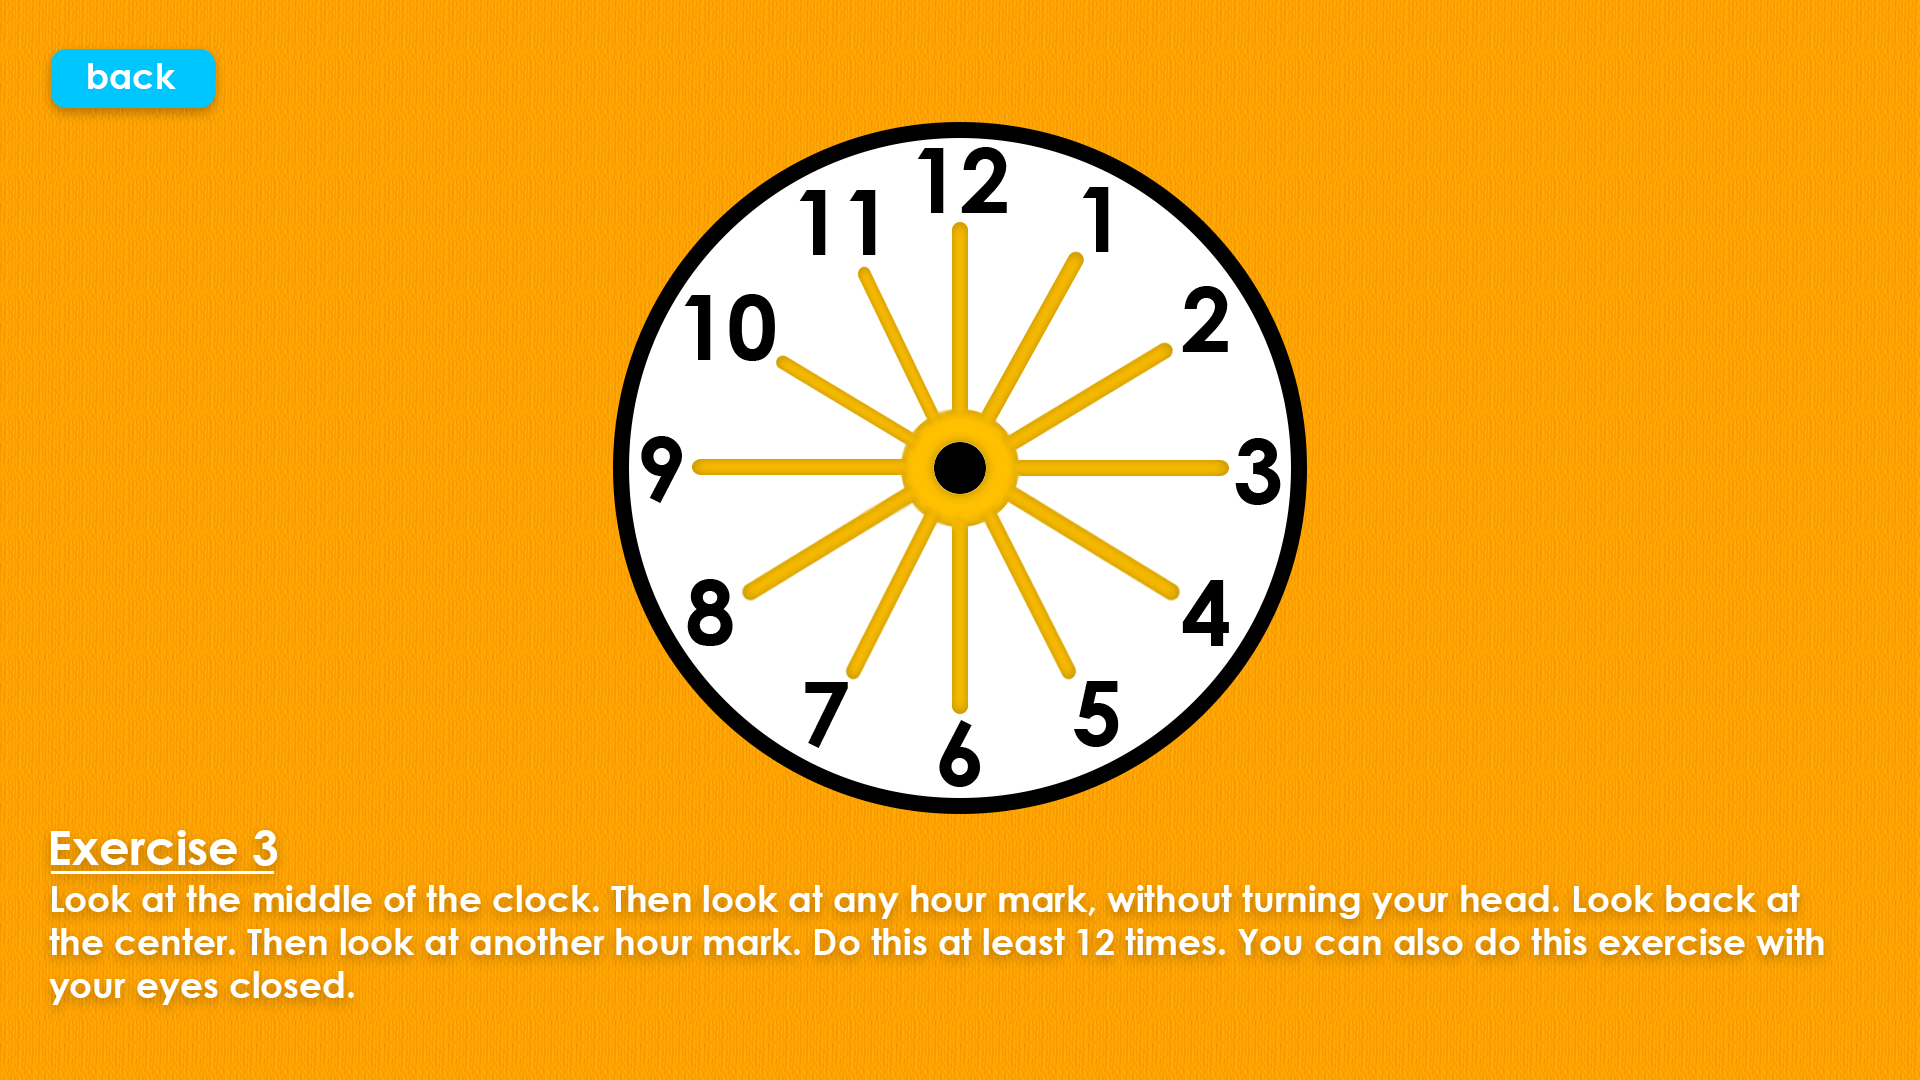 back
12
11
1
10
2
9
3
8
4
7
5
6
Exercise 3
Look at the middle of the clock. Then look at any hour mark, without turning your head. Look back at
the center. Then look at another hour mark. Do this at least 12 times. You can also do this exercise with
your eyes closed.